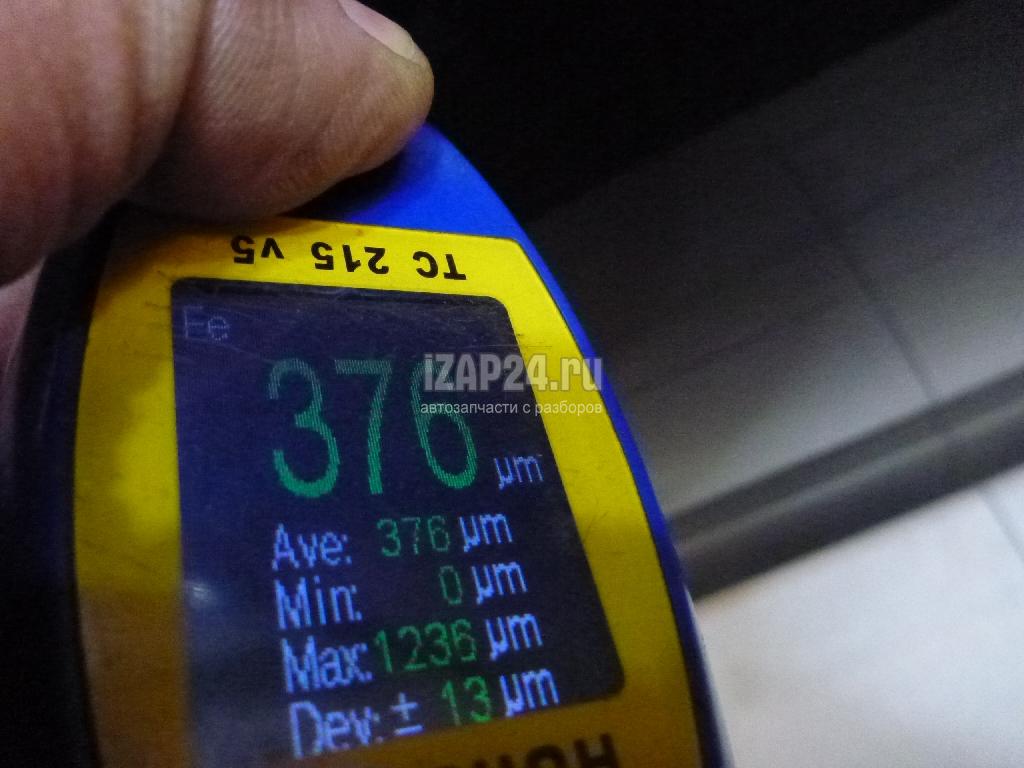 TC 215 v5
Fe
376 µm
iZAP24.ru
автозапчасти с разборов
Ave: 376 µm
Min: 0 µm
Max: 1236 µm
Dev: ± 13 µm